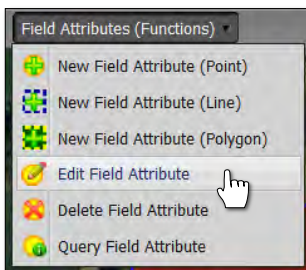 Field Attributes (Functions)
New Field Attribute (Point)
New Field Attribute (Line)
New Field Attribute (Polygon)
Edit Field Attribute
Delete Field Attribute
Query Field Attribute